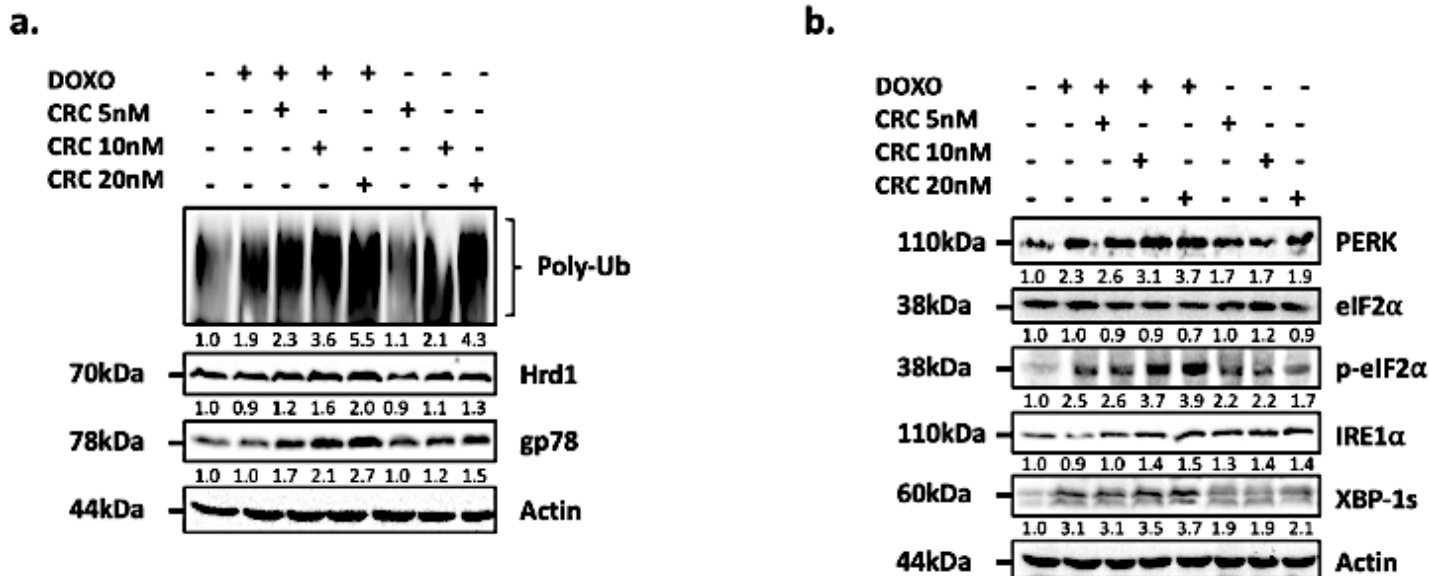 a.
DOXO - + + + + - - -
CRC 5nM - - + - - + - -
CRC 10nM - - - + - - + -
CRC 20nM - - - - + - - +
Poly-Ub
1.0 1.9 2.3 3.6 5.5 1.1 2.1 4.3
70kDa Hrd1
1.0 0.9 1.2 1.6 2.0 0.9 1.1 1.3
78kDa gp78
1.0 1.0 1.7 2.1 2.7 1.0 1.2 1.5
44kDa Actin
b.
DOXO - + + + + - - -
CRC 5nM - - + - - + - -
CRC 10nM - - - + - - + -
CRC 20nM - - - - + - - +
110kDa PERK
1.0 2.3 2.6 3.1 3.7 1.7 1.7 1.9
38kDa eIF2α
1.0 1.0 0.9 0.9 0.7 1.0 1.2 0.9
38kDa p-eIF2α
1.0 2.5 2.6 3.7 3.9 2.2 2.2 1.7
110kDa IRE1α
1.0 0.9 1.0 1.4 1.5 1.3 1.4 1.4
60kDa XBP-1s
1.0 3.1 3.1 3.5 3.7 1.9 1.9 2.1
44kDa Actin